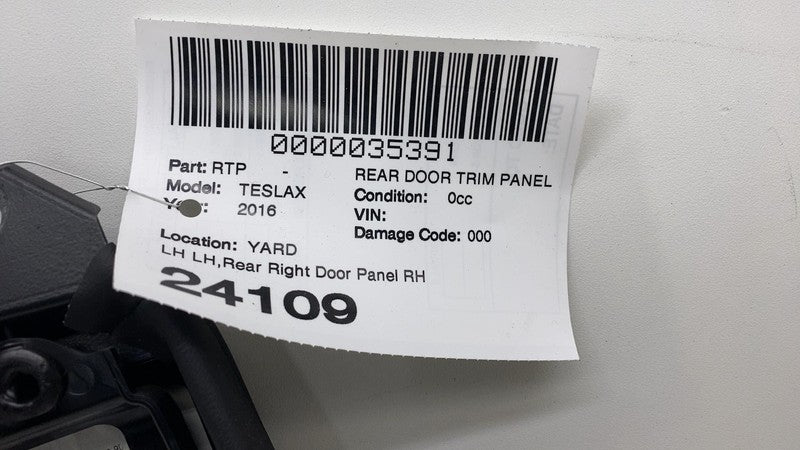 0000035391
Part: RTP - REAR DOOR TRIM PANEL
Model: TESLAX Condition: 0cc
2016 VIN:
Location: YARD Damage Code: 000
LH LH,Rear Right Door Panel RH
24109